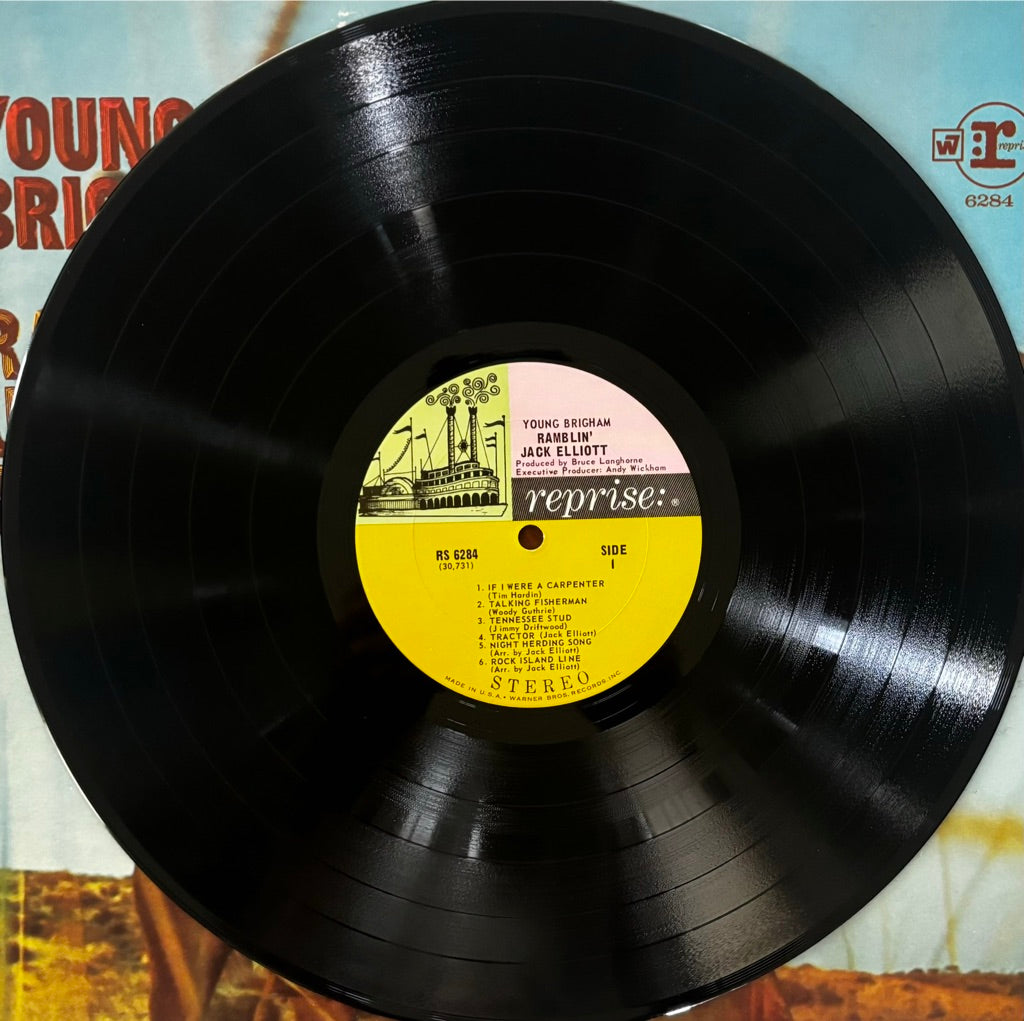 YOUNG
W7
r
6284
YOUNG BRIGHAM
RAMBLIN'
JACK ELLIOTT
Produced by Bruce Langhorne
Executive Producer: Andy Wickham
reprise: ®
RS 6284
(30,731)
SIDE
1
1. IF I WERE A CARPENTER
(Tim Hardin)
2. TALKING FISHERMAN
(Woody Guthrie)
3. TENNESSEE STUD
(Jimmy Driftwood)
4. TRACTOR (Jack Elliott)
5. NIGHT HERDING SONG
(Arr. by Jack Elliott)
6. ROCK ISLAND LINE
(Arr. by Jack Elliott)
STEREO
MADE IN U.S.A. • WARNER BROS. RECORDS, INC.